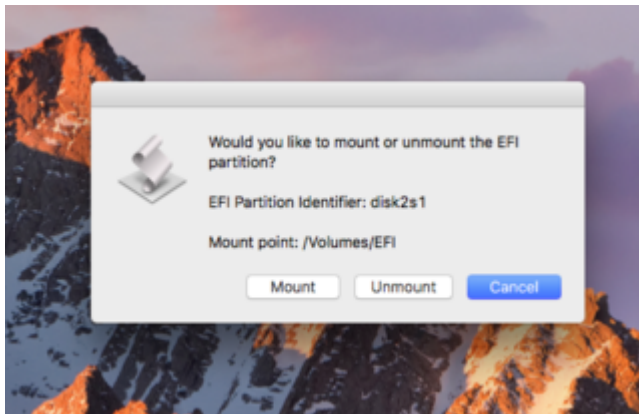 Would you like to mount or unmount the EFI
partition?
EFI Partition Identifier: disk2s1
Mount point: /Volumes/EFI
Mount Unmount Cancel